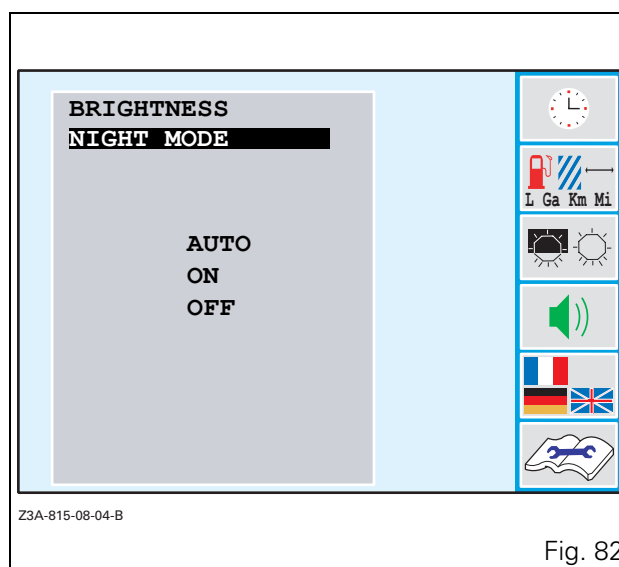 BRIGHTNESS
NIGHT MODE
AUTO
ON
OFF
L Ga Km Mi
Z3A-815-08-04-B
Fig. 82